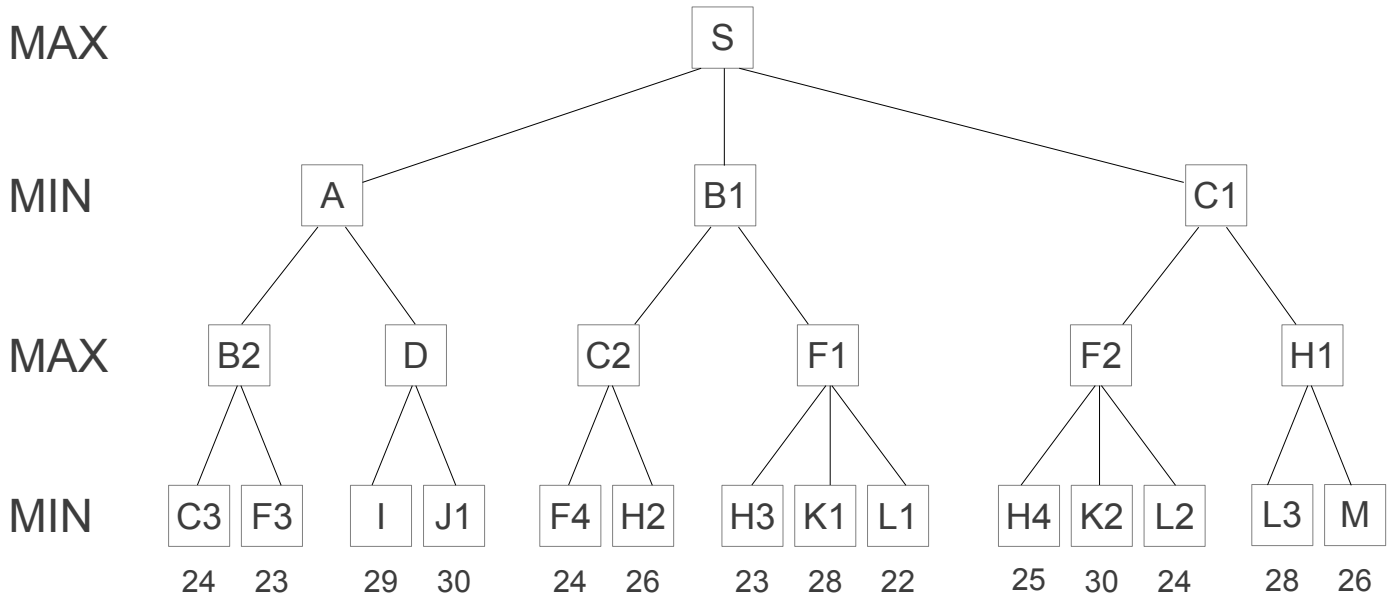 MAX S
MIN A B1 C1
MAX B2 D C2 F1 F2 H1
MIN C3 F3 I J1 F4 H2 H3 K1 L1 H4 K2 L2 L3 M
24 23 29 30 24 26 23 28 22 25 30 24 28 26